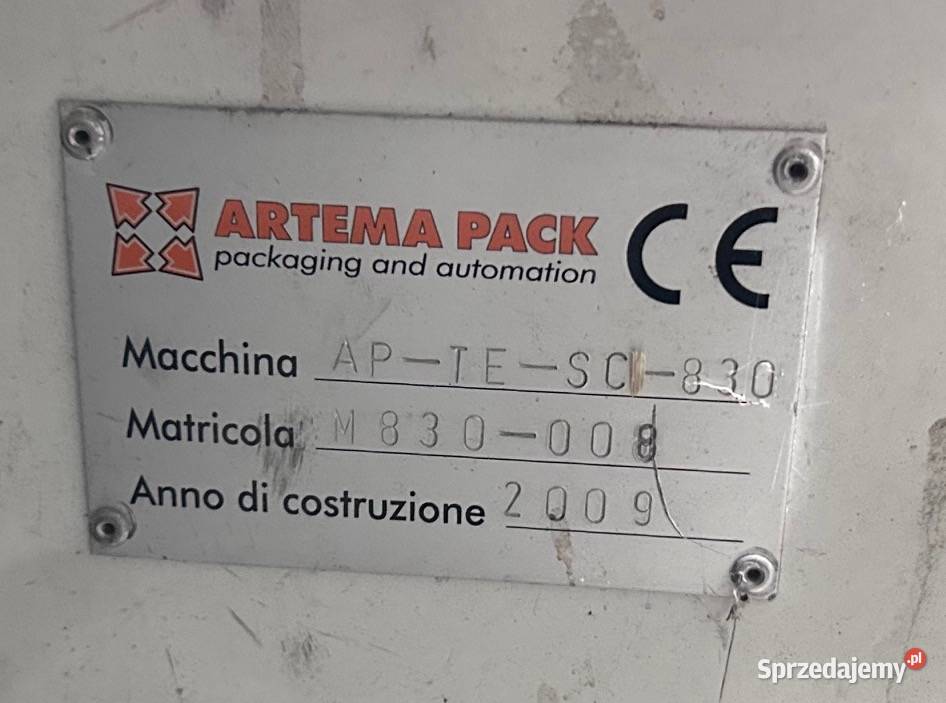 ARTEMA PACK
packaging and automation
CE
Macchina AP-TE-SC -830
Matricola M830-008
Anno di costruzione 2009
Sprzedajemy.pl